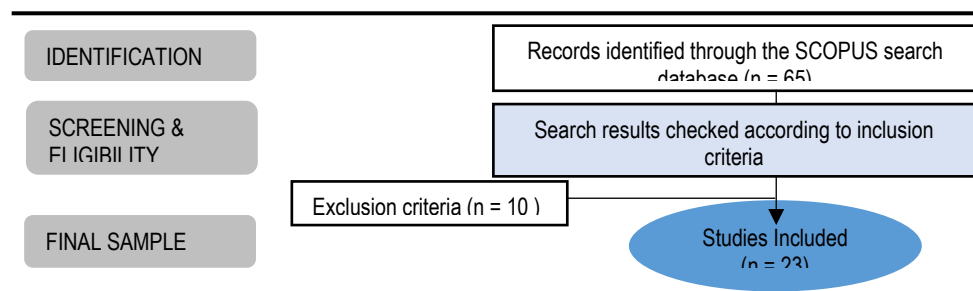 IDENTIFICATION
Records identified through the SCOPUS search
database (n = 65)
SCREENING &
ELIGIBILITY
Search results checked according to inclusion
criteria
Exclusion criteria (n = 10 )
FINAL SAMPLE
Studies Included
(n = 23)